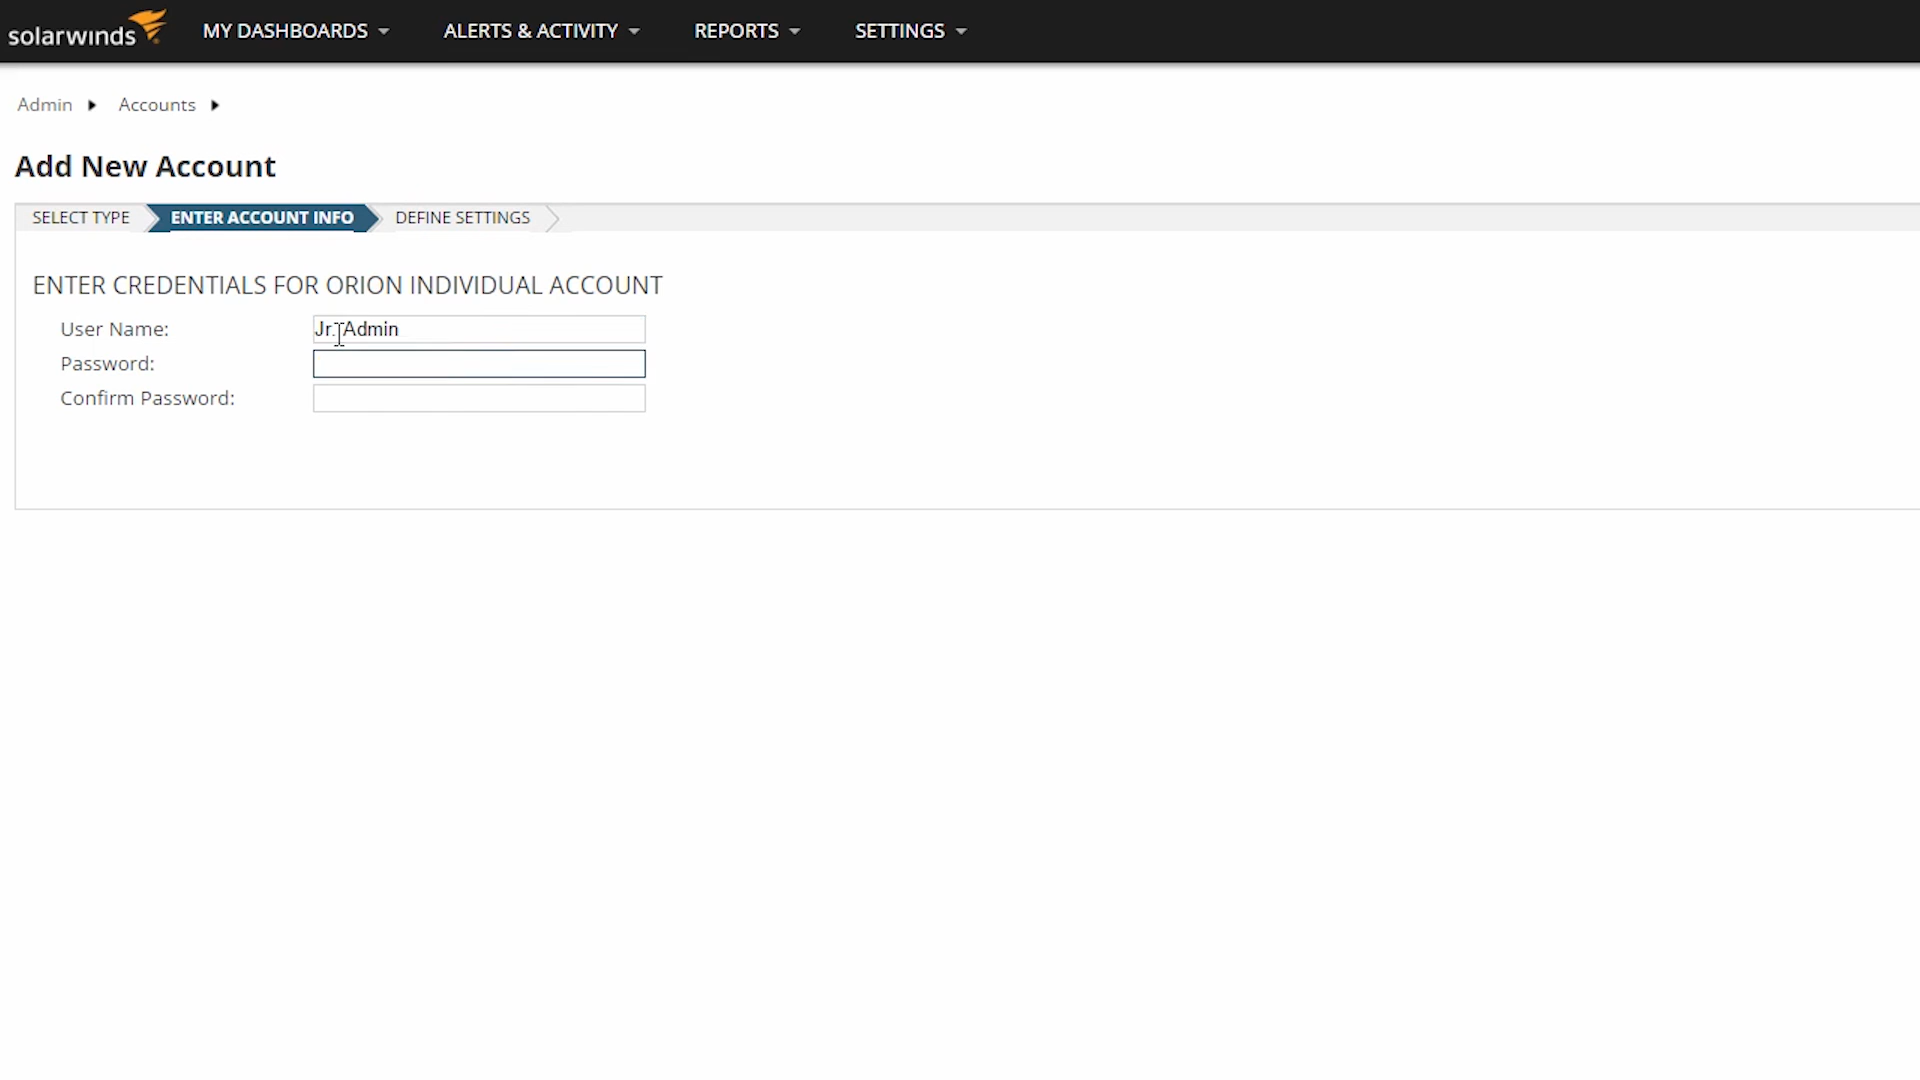 solarwinds MY DASHBOARDS ALERTS & ACTIVITY REPORTS SETTINGS
Admin Accounts
Add New Account
SELECT TYPE ENTER ACCOUNT INFO DEFINE SETTINGS
ENTER CREDENTIALS FOR ORION INDIVIDUAL ACCOUNT
User Name: Jr. Admin
Password:
Confirm Password: